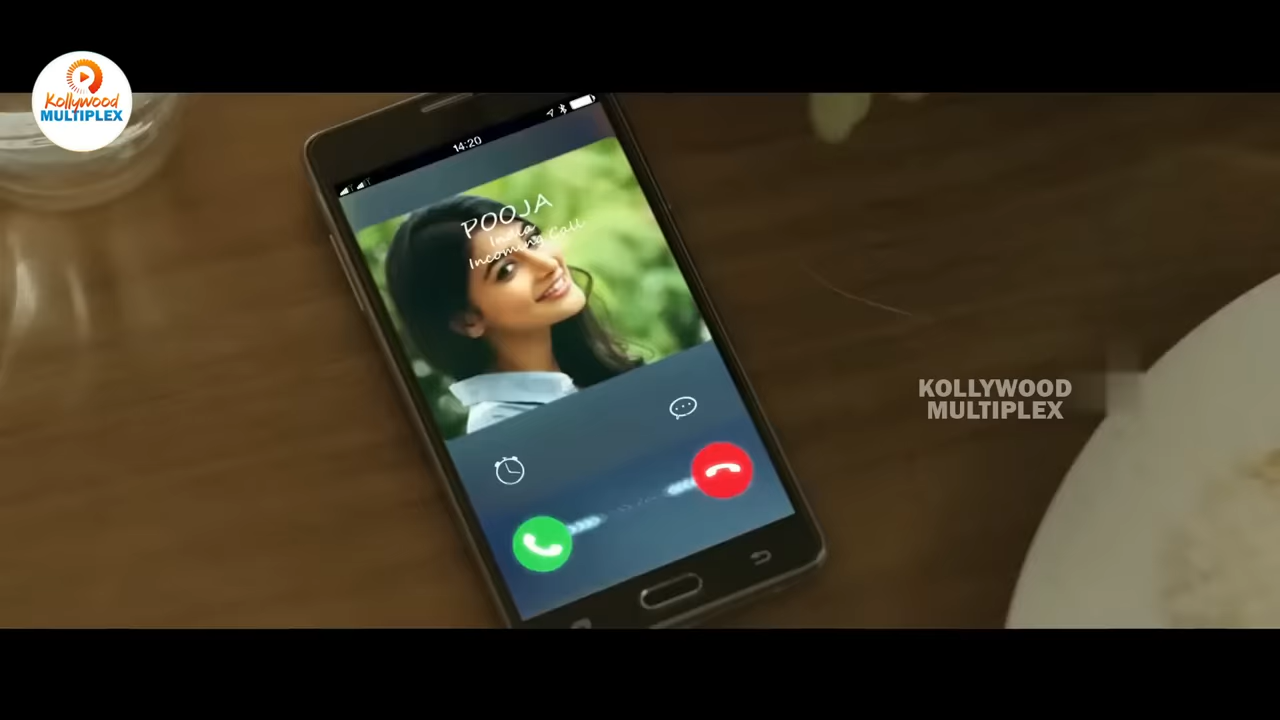 Kollywood
MULTIPLEX
14:20
POOJA
India
Incoming Call
KOLLYWOOD
MULTIPLEX